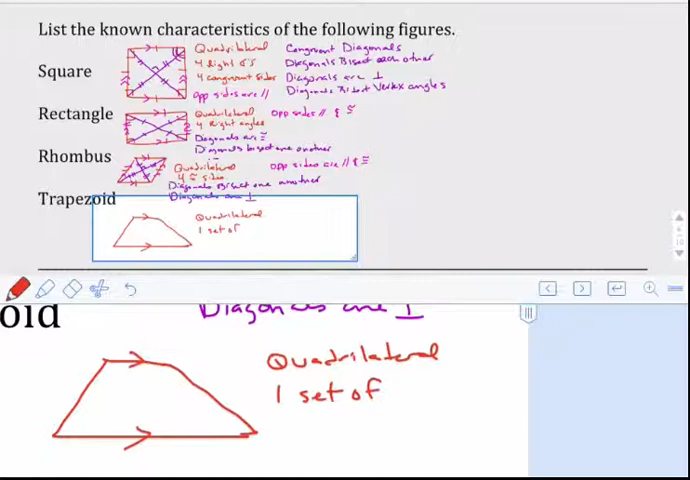 List the known characteristics of the following figures.
Square
Quadrilateral
4 Right ∠'s
4 congruent sides
opp sides are //
Congruent Diagonals
Diagonals Bisect each other
Diagonals are ⊥
Diagonals Bisect Vertex angles
Rectangle
Quadrilateral
4 Right angles
Diagonals are ≅
Diagonals bisect one another
opp sides // & ≅
Rhombus
Quadrilateral
4 ≅ sides
Diagonals Bisect one another
Diagonals are ⊥
opp sides are // & ≅
Trapezoid
Quadrilateral
1 set of
oid
Diagonals are ⊥
Quadrilateral
1 set of